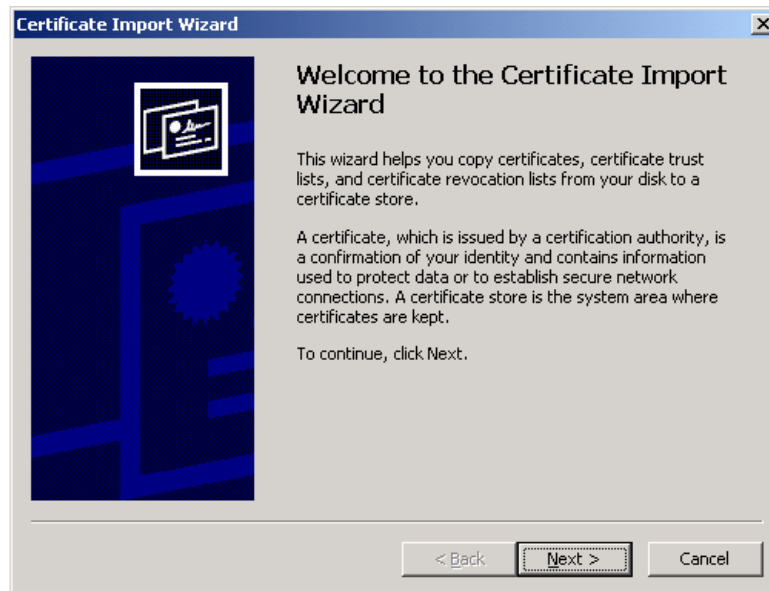 Certificate Import Wizard
Welcome to the Certificate Import
Wizard
This wizard helps you copy certificates, certificate trust
lists, and certificate revocation lists from your disk to a
certificate store.
A certificate, which is issued by a certification authority, is
a confirmation of your identity and contains information
used to protect data or to establish secure network
connections. A certificate store is the system area where
certificates are kept.
To continue, click Next.
< Back Next > Cancel